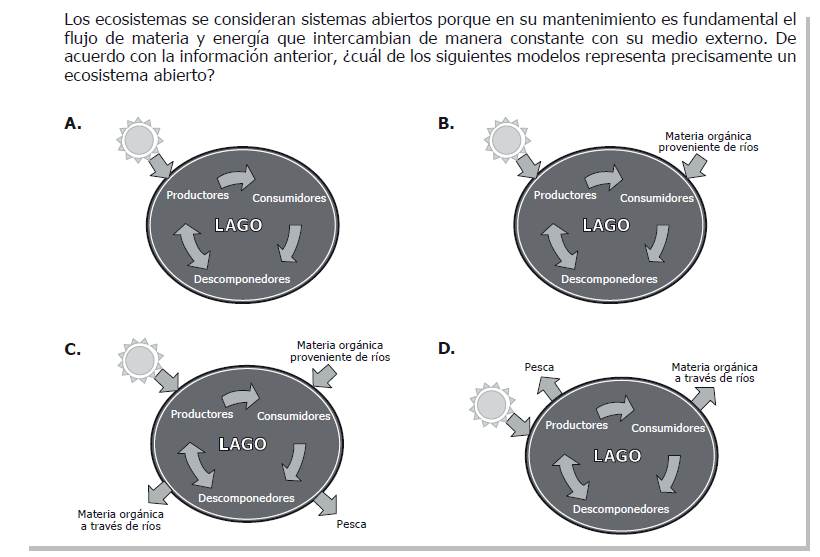 Los ecosistemas se consideran sistemas abiertos porque en su mantenimiento es fundamental el
flujo de materia y energía que intercambian de manera constante con su medio externo. De
acuerdo con la información anterior, ¿cuál de los siguientes modelos representa precisamente un
ecosistema abierto?
A.
Productores
Consumidores
LAGO
Descomponedores
B.
Materia orgánica
proveniente de ríos
Productores
Consumidores
LAGO
Descomponedores
C.
Materia orgánica
proveniente de ríos
Productores
Consumidores
LAGO
Descomponedores
Materia orgánica
a través de ríos
Pesca
D.
Pesca
Materia orgánica
a través de ríos
Productores
Consumidores
LAGO
Descomponedores